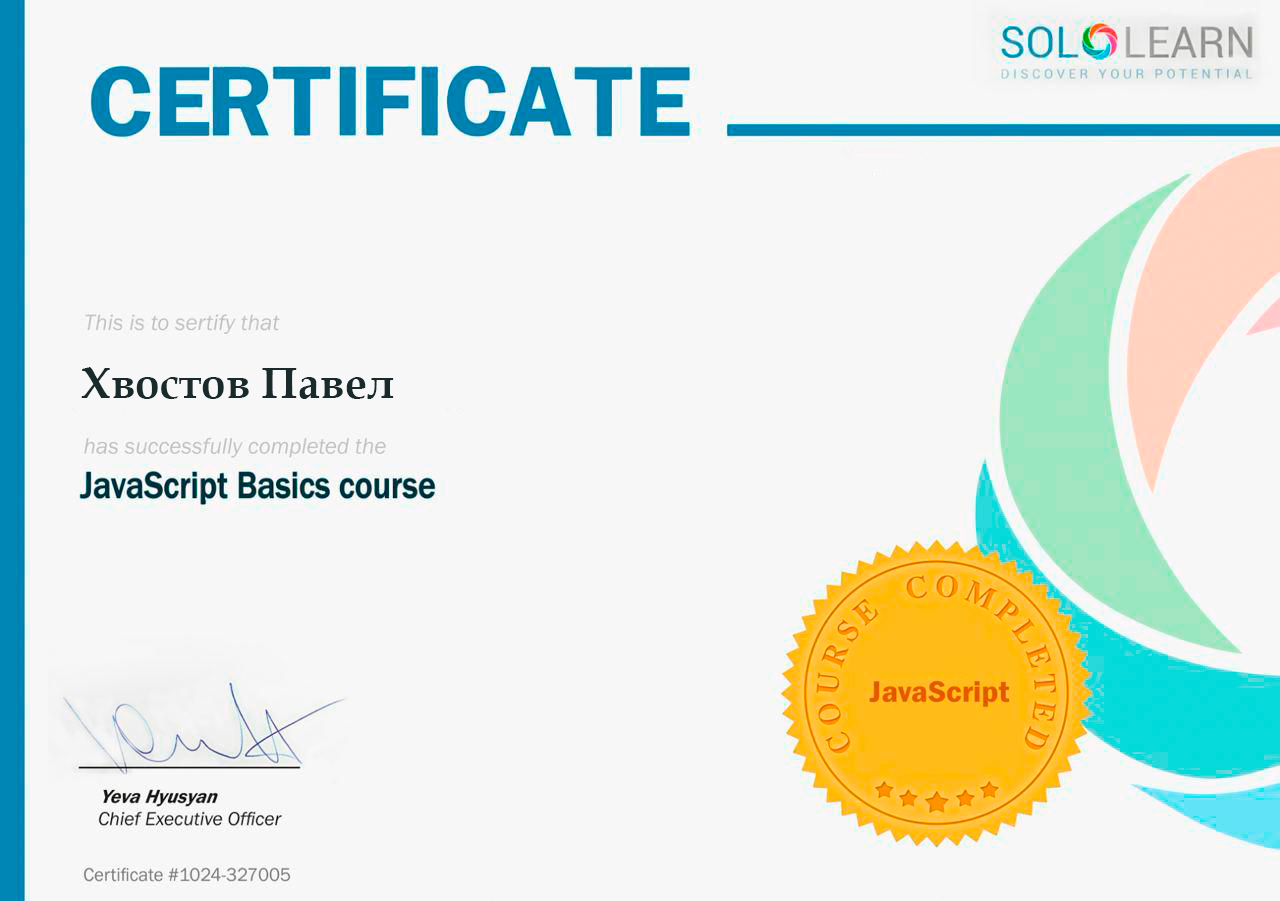 SOLOLEARN
DISCOVER YOUR POTENTIAL
CERTIFICATE
This is to sertify that
Хвостов Павел
has successfully completed the
JavaScript Basics course
COURSE COMPLETED
JavaScript
Yeva Hyusyan
Chief Executive Officer
Certificate #1024-327005